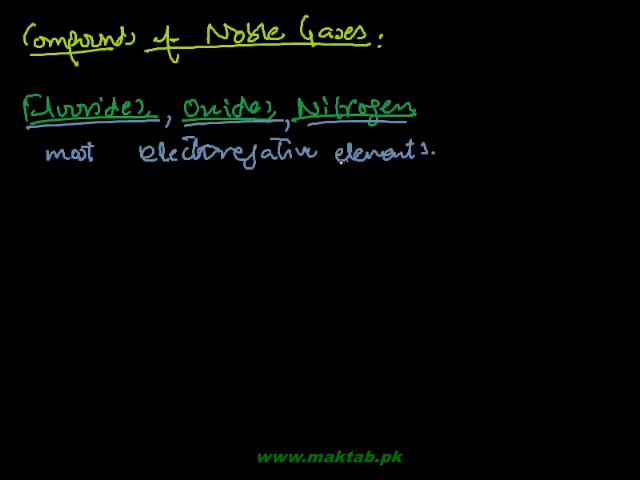 Compounds of Noble Gases:
Fluorides, Oxides, Nitrogen
most electronegative elements.
www.maktab.pk